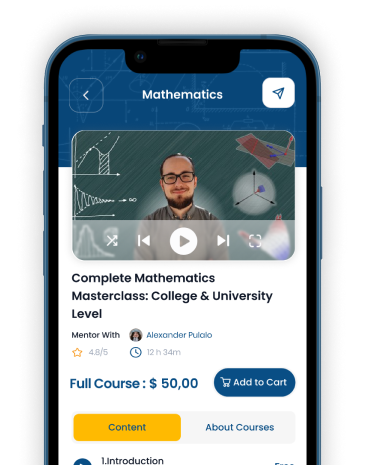 Mathematics
Complete Mathematics
Masterclass: College & University
Level
Mentor With Alexander Pulalo
4.8/5 12 h 34m
Full Course : $ 50,00 Add to Cart
Content About Courses
1.Introduction
Free